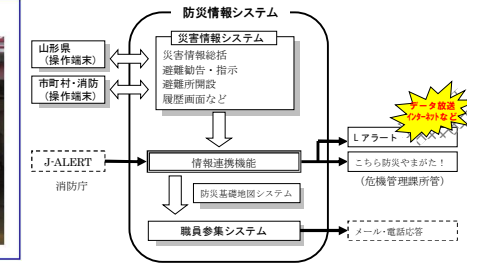 防災情報システム
災害情報システム
災害情報総括
避難勧告・指示
避難所開設
履歴画面など
山形県
（操作端末）
市町村・消防
（操作端末）
データ放送
インターネットなど
Ｌアラート
J-ALERT
消防庁
情報連携機能
こちら防災やまがた！
（危機管理課所管）
防災基礎地図システム
職員参集システム
メール・電話応答